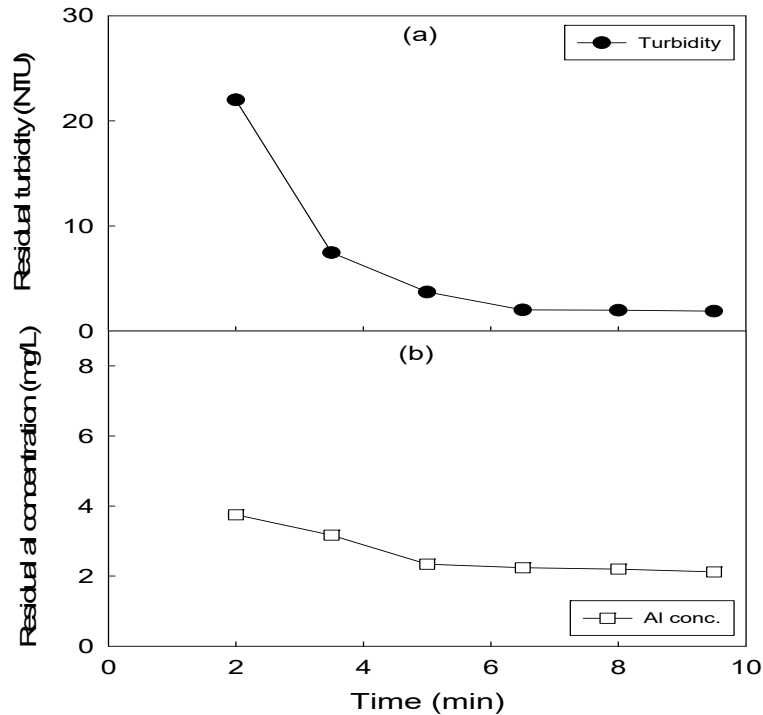 Residual turbidity (NTU)
30
20
10
0
(a)
Turbidity
Residual al concentration (mg/L)
8
6
4
2
0
(b)
Al conc.
0 2 4 6 8 10
Time (min)